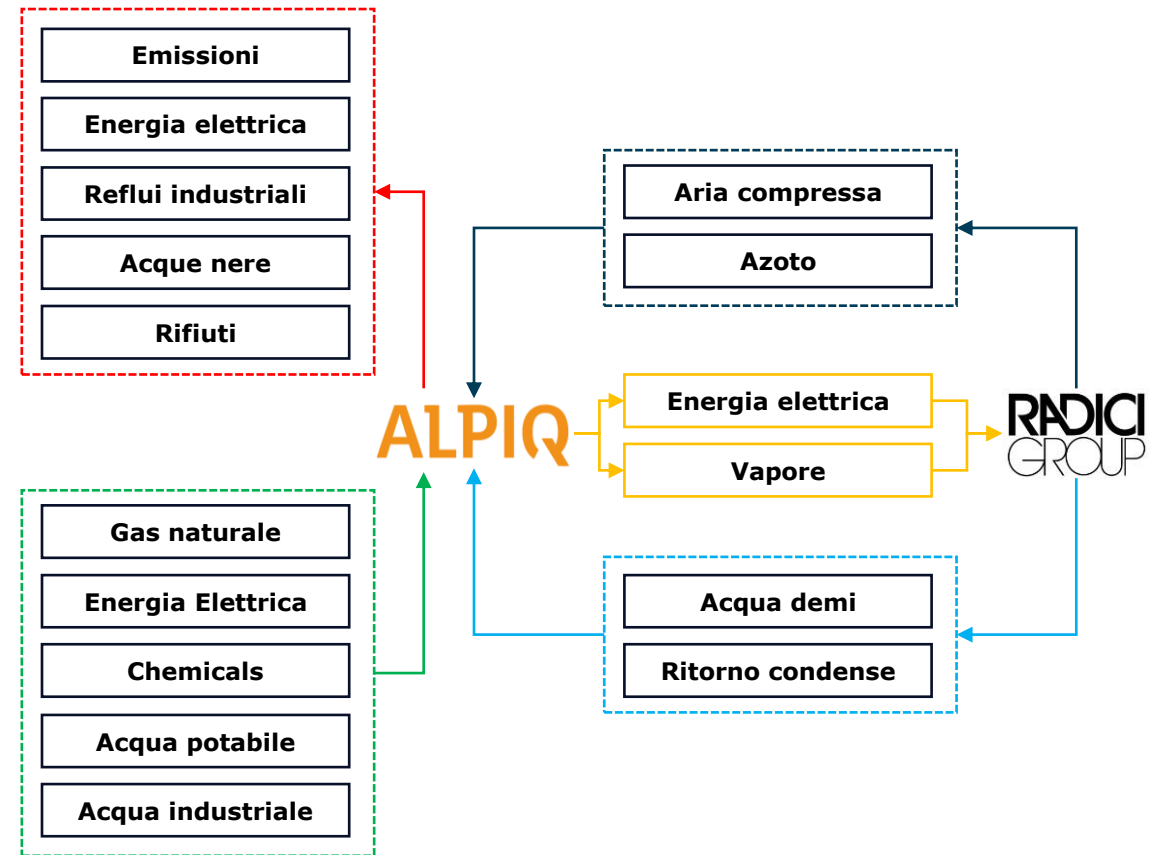 Emissioni
Energia elettrica
Reflui industriali
Acque nere
Rifiuti
Aria compressa
Azoto
ALPIQ
Energia elettrica
Vapore
RADICI
GROUP
Gas naturale
Energia Elettrica
Chemicals
Acqua potabile
Acqua industriale
Acqua demi
Ritorno condense